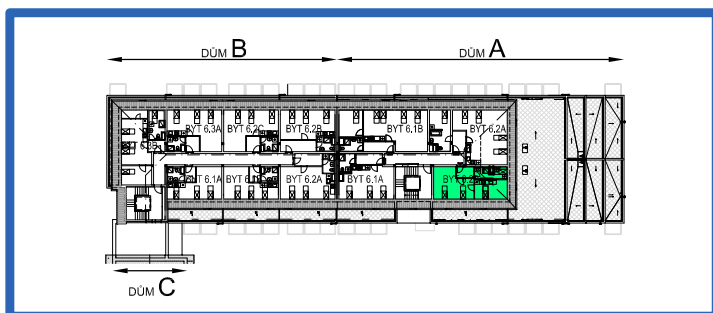 DŮM B
DŮM A
BYT 6.3A
BYT 6.2C
BYT 6.2B
BYT 6.1B
BYT 6.2A
BYT 6.1A
BYT 6.2A
BYT 6.1A
DŮM C